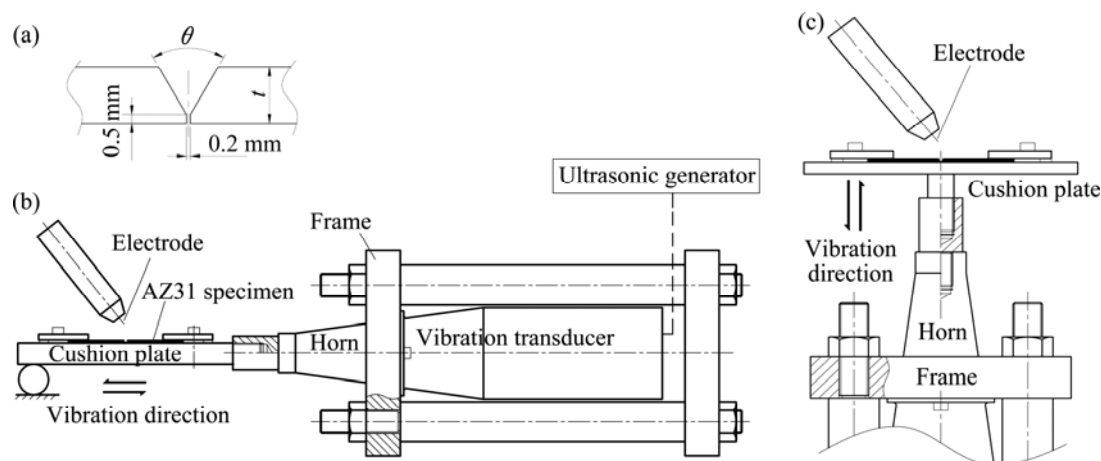 (a)
θ
t
0.5 mm
0.2 mm
(b)
Electrode
AZ31 specimen
Cushion plate
Vibration direction
Frame
Horn
Vibration transducer
Ultrasonic generator
(c)
Electrode
Cushion plate
Vibration
direction
Horn
Frame